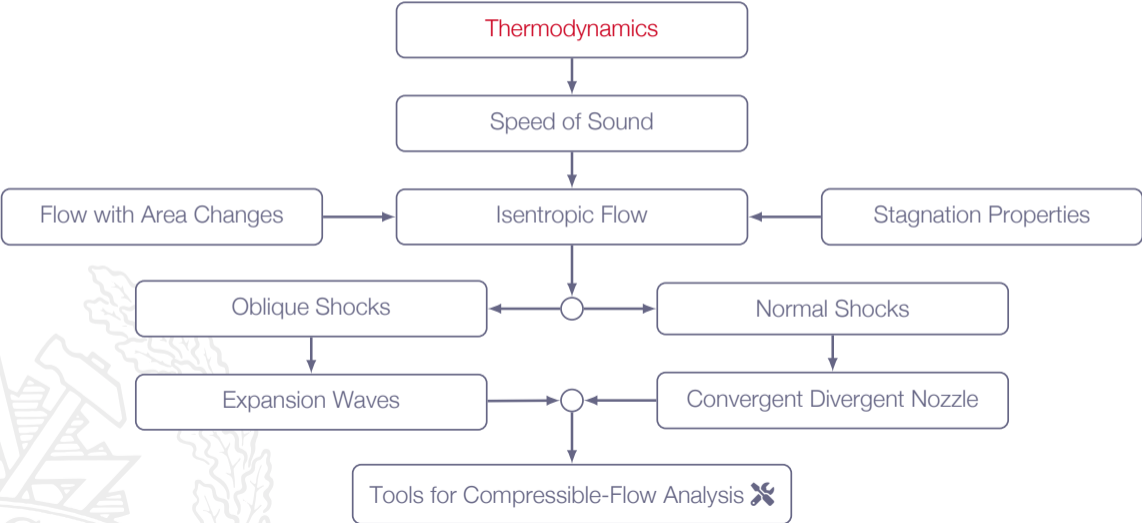 Thermodynamics
Speed of Sound
Flow with Area Changes
Isentropic Flow
Stagnation Properties
Oblique Shocks
Normal Shocks
Expansion Waves
Convergent Divergent Nozzle
Tools for Compressible-Flow Analysis